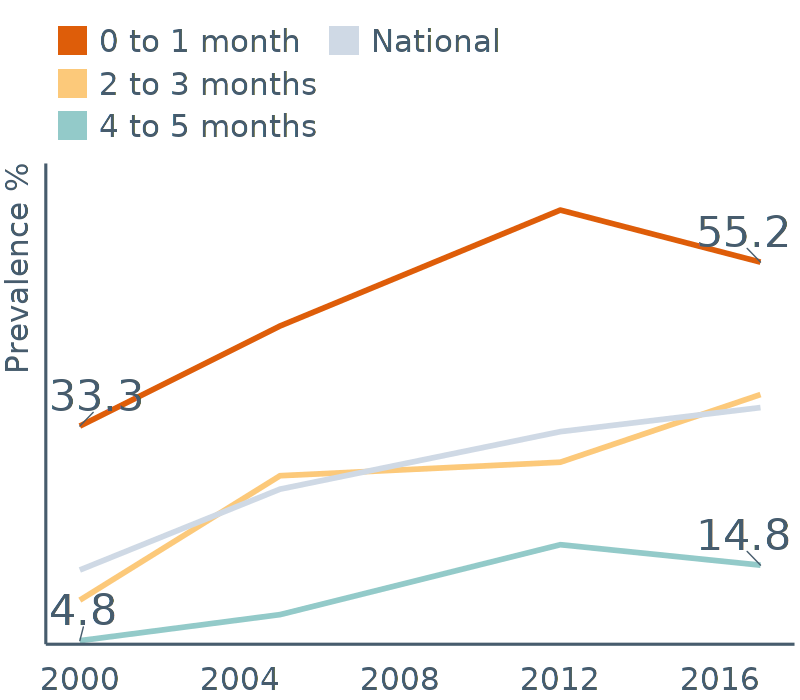 0 to 1 month
National
2 to 3 months
4 to 5 months
Prevalence %
55.2
33.3
14.8
4.8
2000 2004 2008 2012 2016